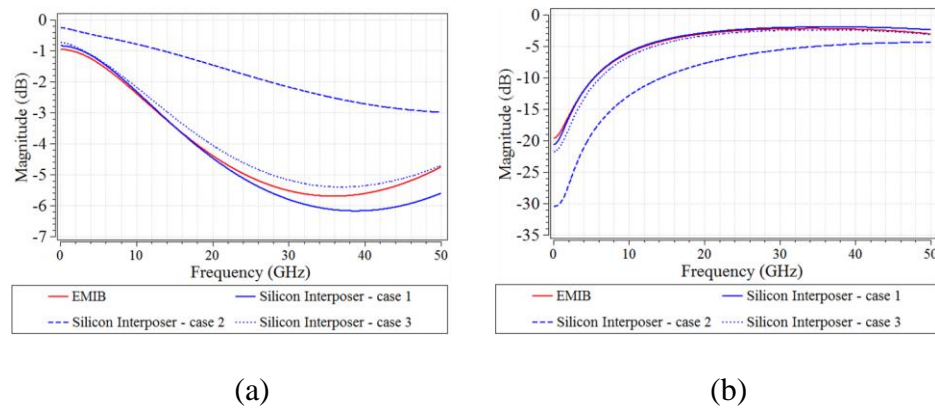 0
-1
-2
-3
-4
-5
-6
-7
Magnitude (dB)
0 10 20 30 40 50
Frequency (GHz)
EMIB Silicon Interposer - case 1
Silicon Interposer - case 2 Silicon Interposer - case 3
(a)
0
-5
-10
-15
-20
-25
-30
-35
Magnitude (dB)
0 10 20 30 40 50
Frequency (GHz)
EMIB Silicon Interposer - case 1
Silicon Interposer - case 2 Silicon Interposer - case 3
(b)